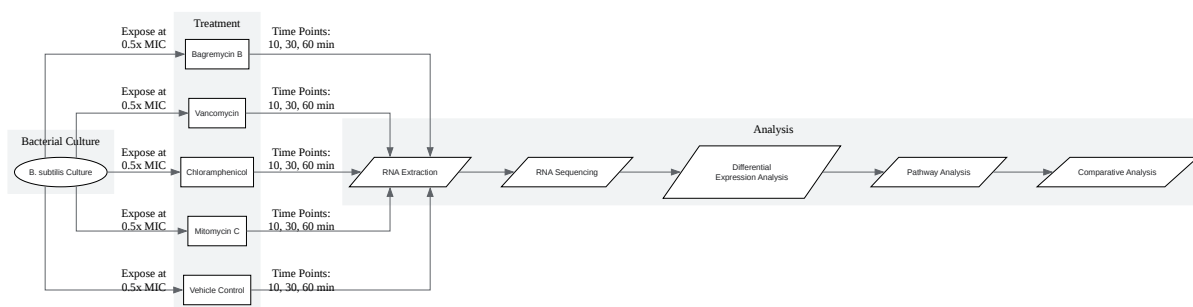 Treatment
Expose at
0.5x MIC
Bagremycin B
Time Points:
10, 30, 60 min
Expose at
0.5x MIC
Vancomycin
Time Points:
10, 30, 60 min
Bacterial Culture
B. subtilis Culture
Expose at
0.5x MIC
Chloramphenicol
Time Points:
10, 30, 60 min
Expose at
0.5x MIC
Mitomycin C
Time Points:
10, 30, 60 min
Expose at
0.5x MIC
Vehicle Control
Time Points:
10, 30, 60 min
Analysis
RNA Extraction
RNA Sequencing
Differential
Expression Analysis
Pathway Analysis
Comparative Analysis